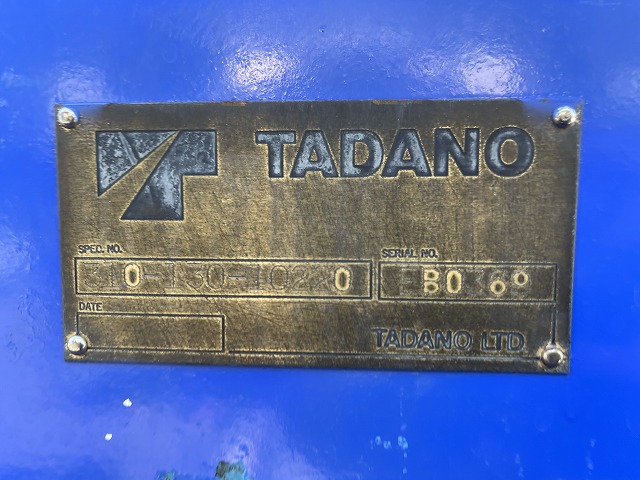 TADANO
SPEC. NO.
SERIAL NO.
DATE
TADANO LTD.